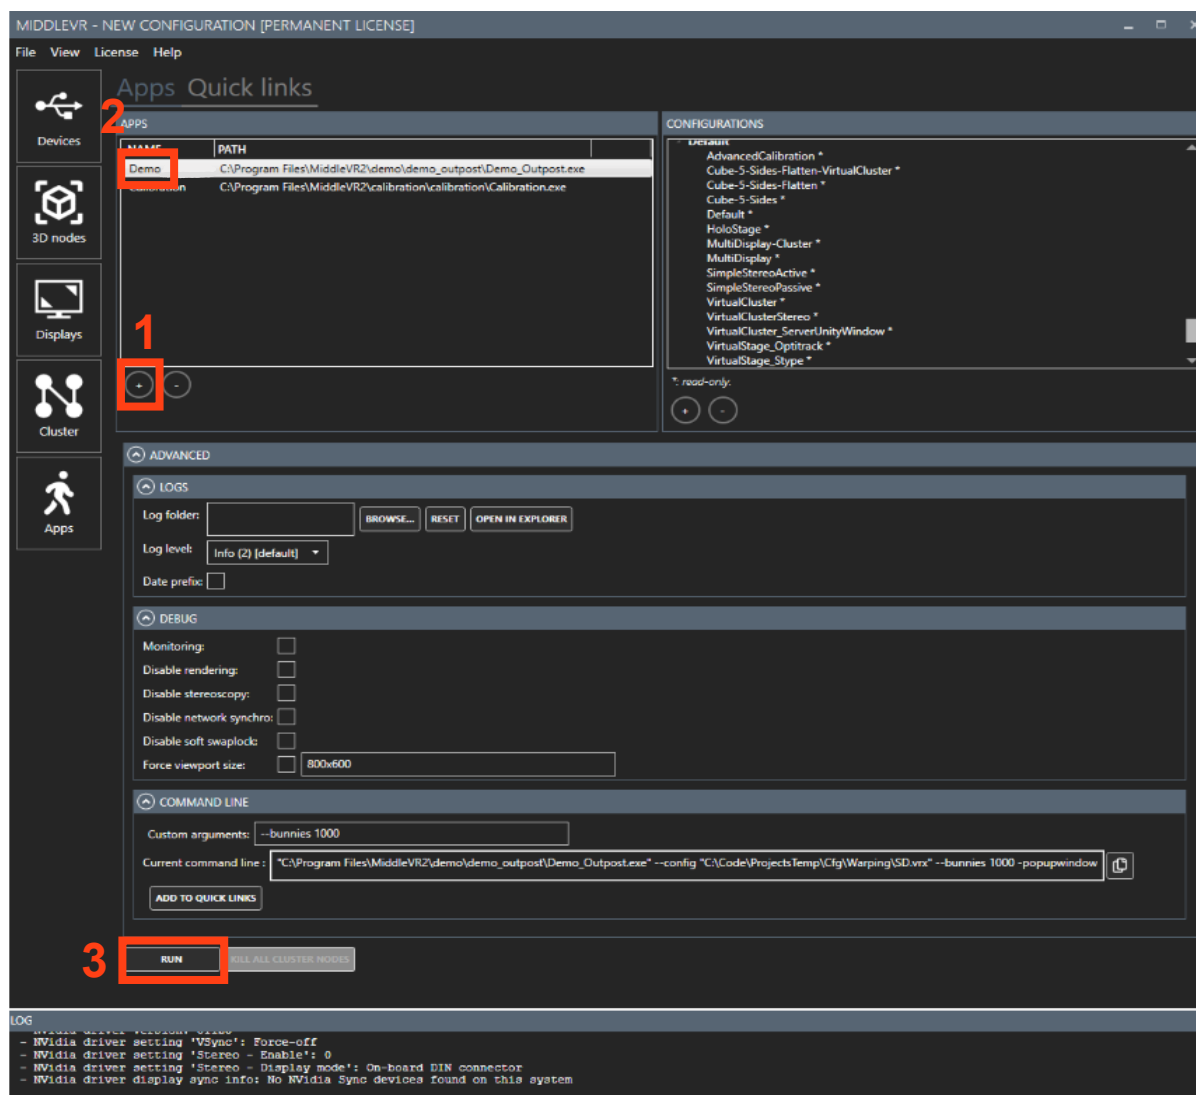 MIDDLEVR - NEW CONFIGURATION [PERMANENT LICENSE]
File View License Help
Apps Quick links
Devices
3D nodes
Displays
Cluster
Apps
2
APPS
NAME PATH
Demo C:\Program Files\MiddleVR2\demo\demo_outpost\Demo_Outpost.exe
Calibration C:\Program Files\MiddleVR2\calibration\calibration\Calibration.exe
1
+ -
CONFIGURATIONS
Default
AdvancedCalibration *
Cube-5-Sides-Flatten-VirtualCluster *
Cube-5-Sides-Flatten *
Cube-5-Sides *
Default *
HoloStage *
MultiDisplay-Cluster *
MultiDisplay *
SimpleStereoActive *
SimpleStereoPassive *
VirtualCluster *
VirtualClusterStereo *
VirtualCluster_ServerUnityWindow *
VirtualStage_Optitrack *
VirtualStage_Stype *
*: read-only.
+ -
ADVANCED
LOGS
Log folder: BROWSE... RESET OPEN IN EXPLORER
Log level: Info (2) [default]
Date prefix:
DEBUG
Monitoring:
Disable rendering:
Disable stereoscopy:
Disable network synchro:
Disable soft swaplock:
Force viewport size: 800x600
COMMAND LINE
Custom arguments: --bunnies 1000
Current command line : "C:\Program Files\MiddleVR2\demo\demo_outpost\Demo_Outpost.exe" --config "C:\Code\ProjectsTemp\Cfg\Warping\SD.vrx" --bunnies 1000 -popupwindow
ADD TO QUICK LINKS
3
RUN KILL ALL CLUSTER NODES
LOG
- NVidia driver version:
- NVidia driver setting 'VSync': Force-off
- NVidia driver setting 'Stereo - Enable': 0
- NVidia driver setting 'Stereo - Display mode': On-board DIN connector
- NVidia driver display sync info: No NVidia Sync devices found on this system